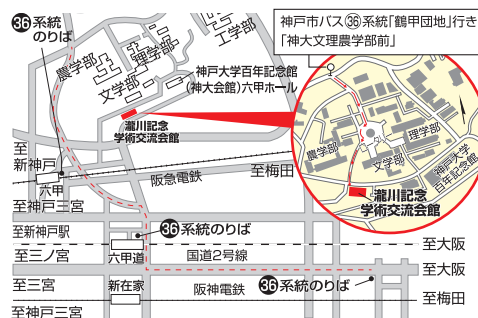 ㊱系統
のりば
神戸市バス㊱系統「鶴甲団地」行き
「神大文理農学部前」
工学部
農学部
文学部
理学部
神戸大学百年記念館
(神大会館)六甲ホール
瀧川記念
学術交流会館
理学部
農学部
文学部
神戸大学
百年記念館
瀧川記念
学術交流会館
至
新神戸
六甲
阪急電鉄
至梅田
至神戸三宮
㊱系統のりば
至新神戸駅
至大阪
至三ノ宮
六甲道
国道2号線
至大阪
㊱系統のりば
至三宮
新在家
阪神電鉄
至梅田
至神戸三宮